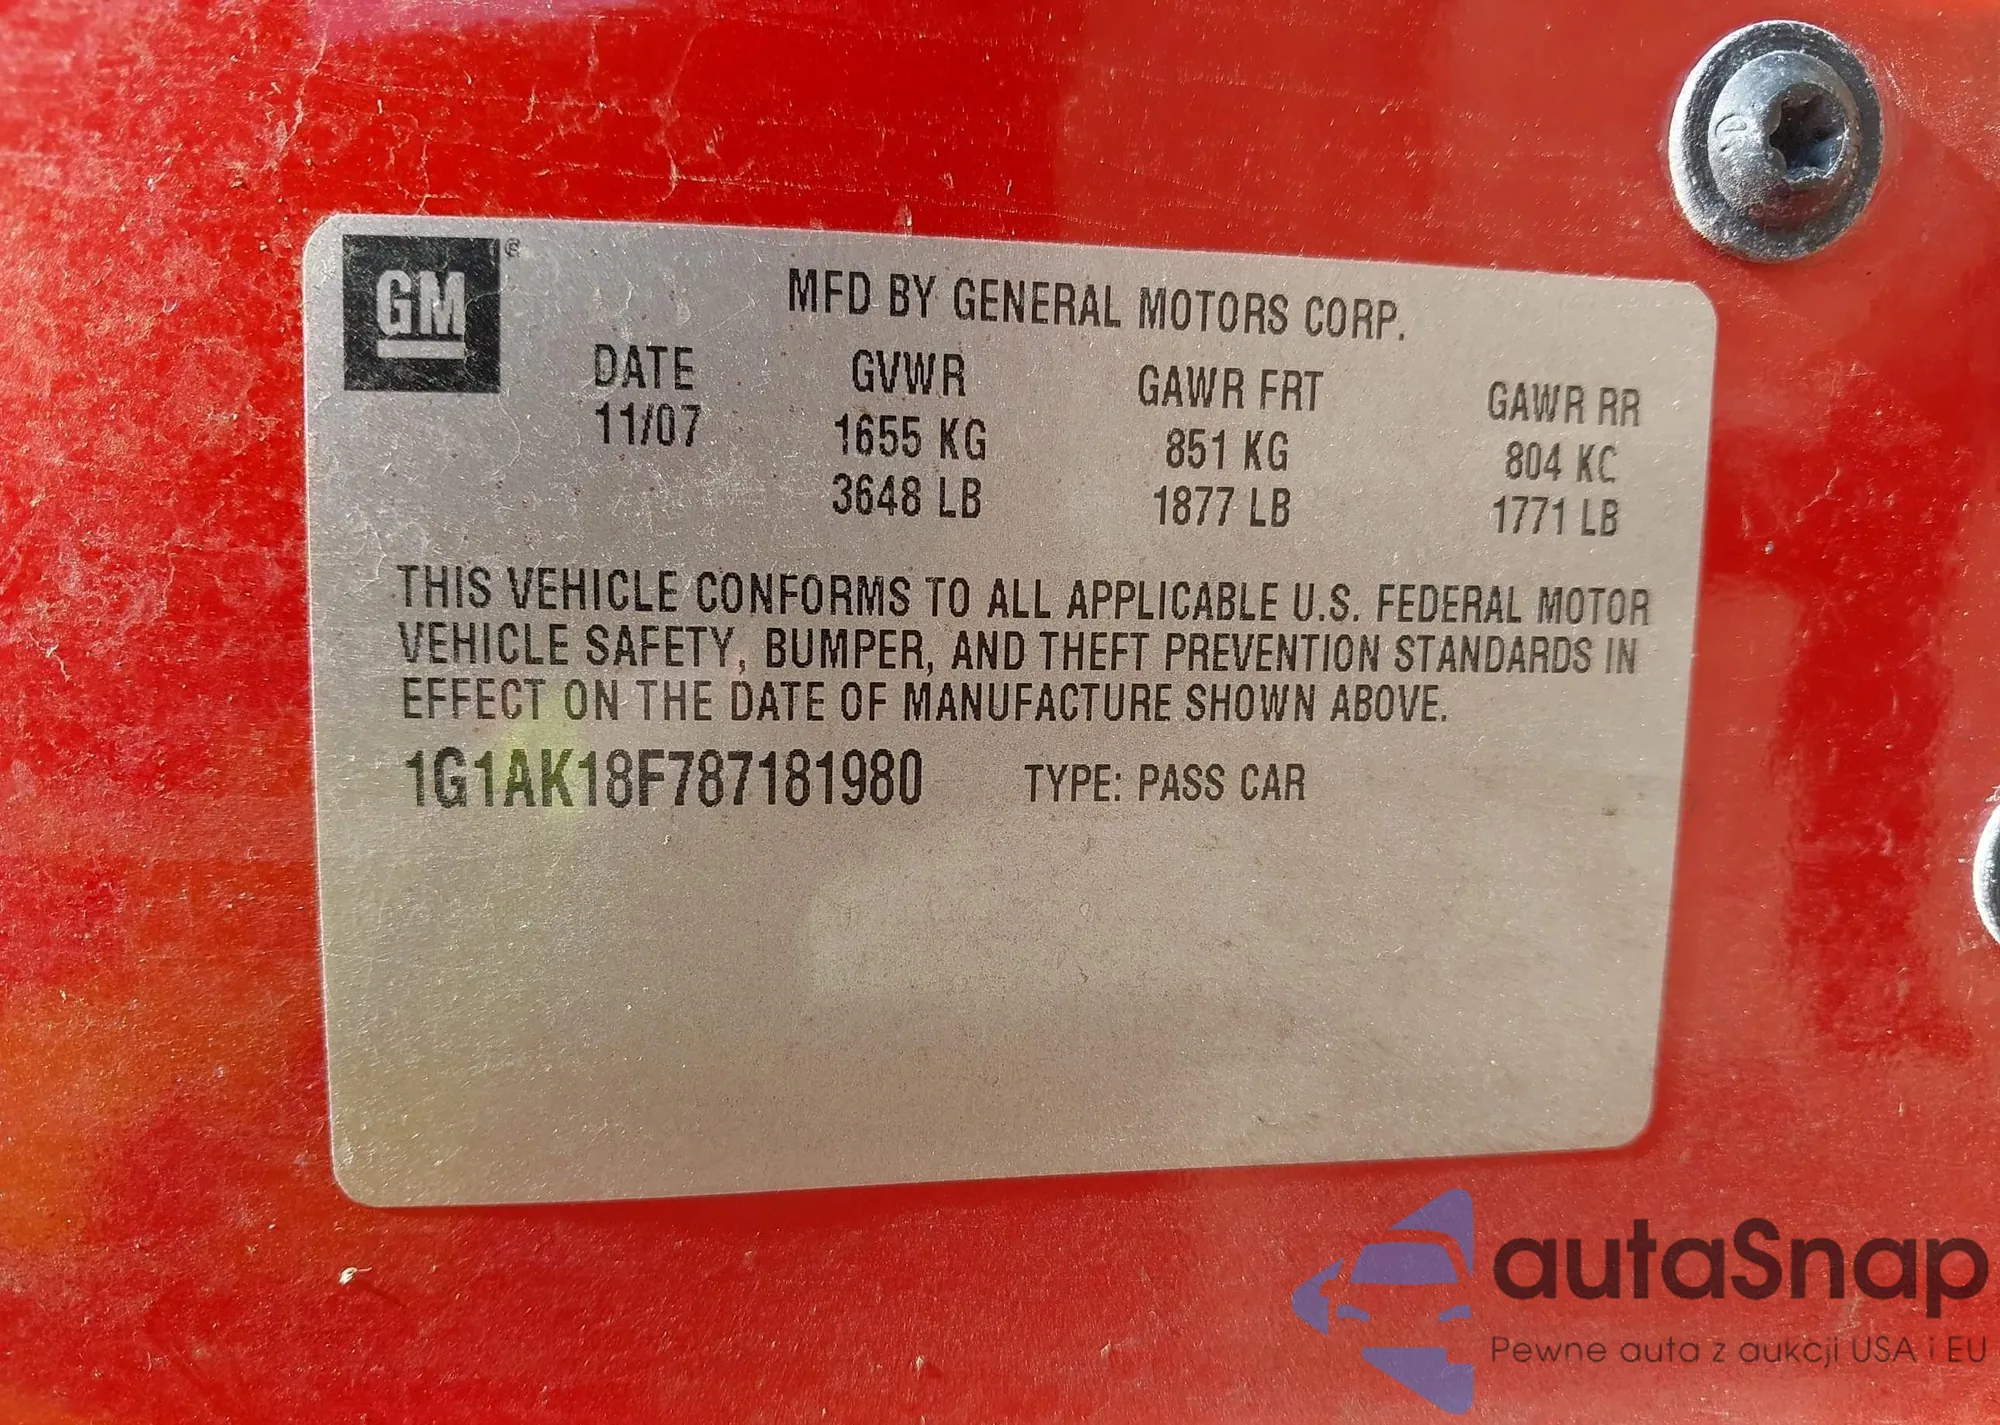 GM®
MFD BY GENERAL MOTORS CORP.
DATE GVWR GAWR FRT GAWR RR
11/07 1655 KG 851 KG 804 KG
3648 LB 1877 LB 1771 LB
THIS VEHICLE CONFORMS TO ALL APPLICABLE U.S. FEDERAL MOTOR
VEHICLE SAFETY, BUMPER, AND THEFT PREVENTION STANDARDS IN
EFFECT ON THE DATE OF MANUFACTURE SHOWN ABOVE.
1G1AK18F787181980 TYPE: PASS CAR
autaSnap
Pewne auta z aukcji USA i EU